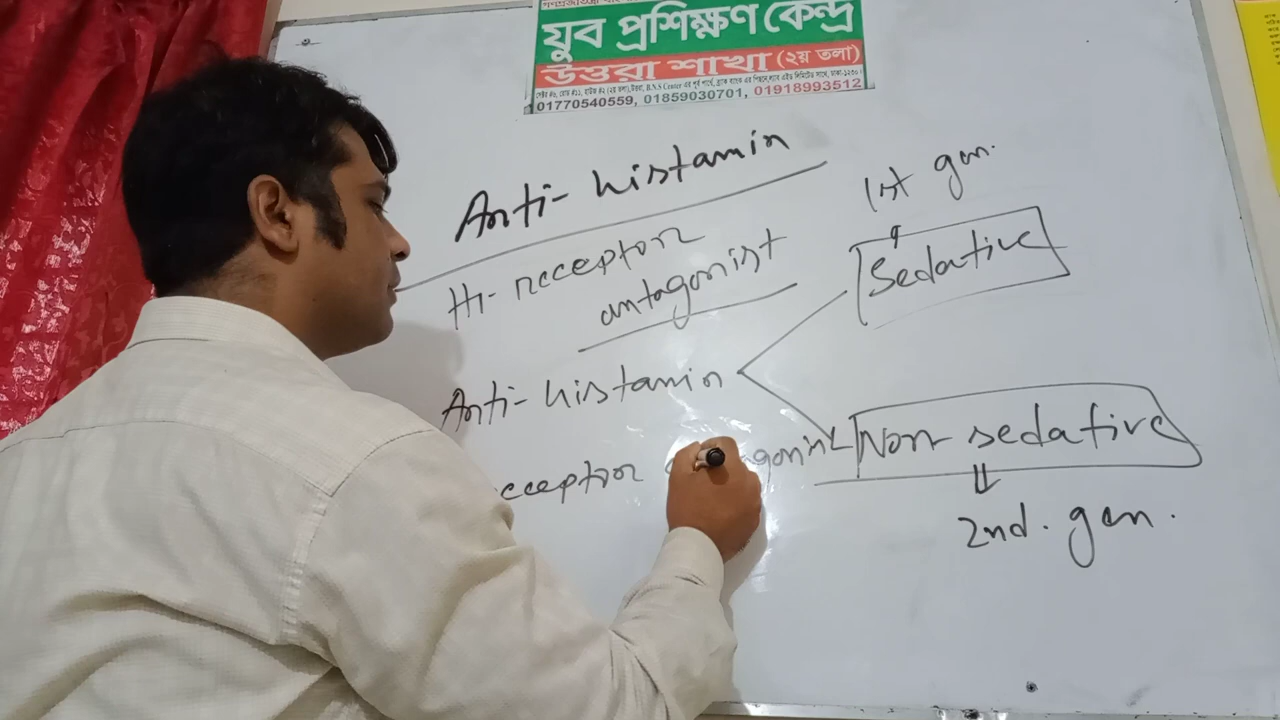 যুব প্রশিক্ষণ কেন্দ্র
উত্তরা শাখা (২য় তলা)
01770540559, 01859030701, 01918993512
Anti-histamin
H1-receptor
antagonist
1st gen.
Sedative
Anti-histamin
Non sedative
2nd. gen.